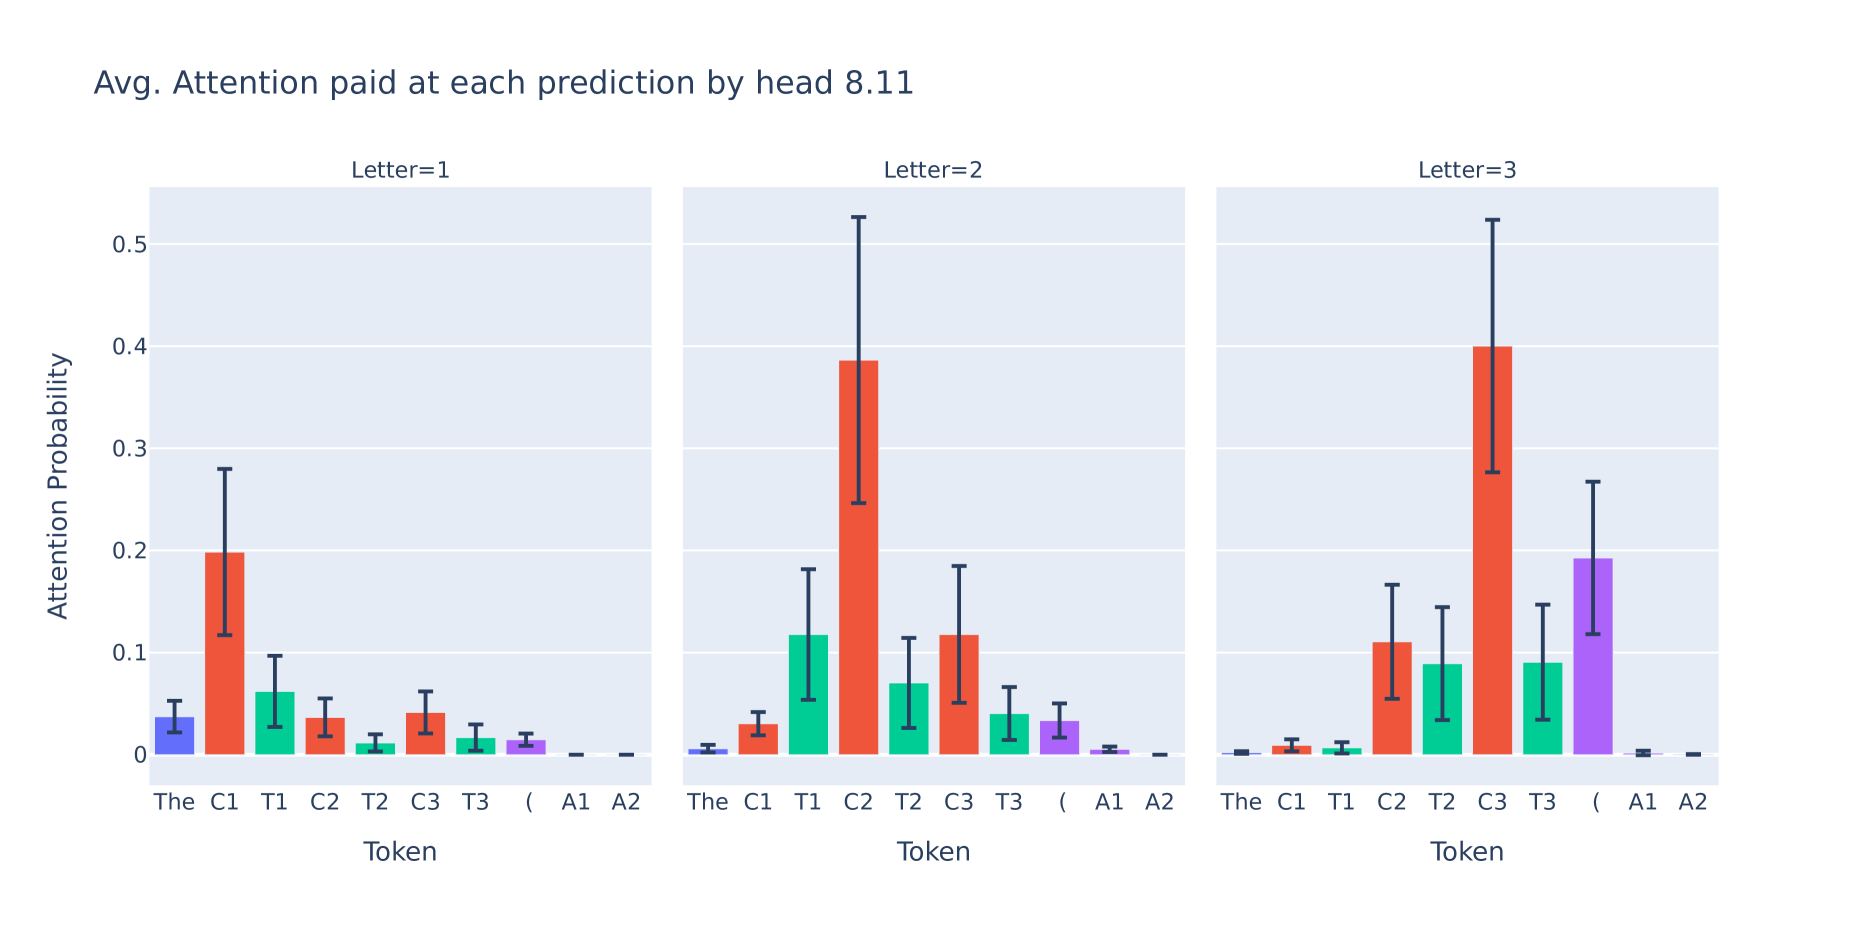 Avg. Attention paid at each prediction by head 8.11
Letter=1
Letter=2
Letter=3
Attention Probability
0.5
0.4
0.3
0.2
0.1
0
The C1 T1 C2 T2 C3 T3 ( A1 A2
The C1 T1 C2 T2 C3 T3 ( A1 A2
The C1 T1 C2 T2 C3 T3 ( A1 A2
Token
Token
Token